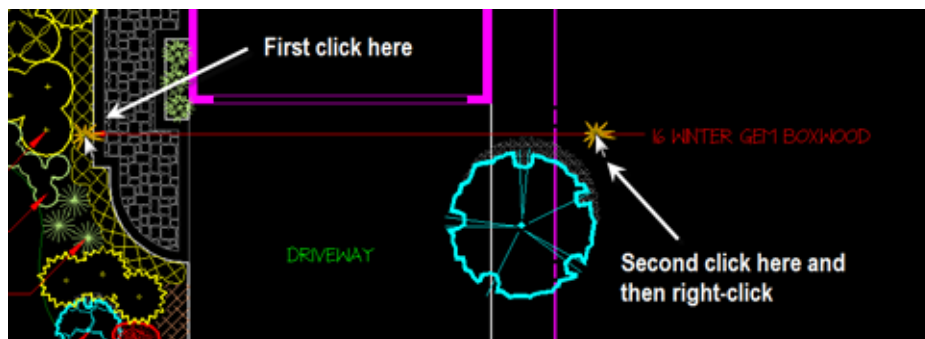 First click here
16 WINTER GEM BOXWOOD
DRIVEWAY
Second click here and
then right-click